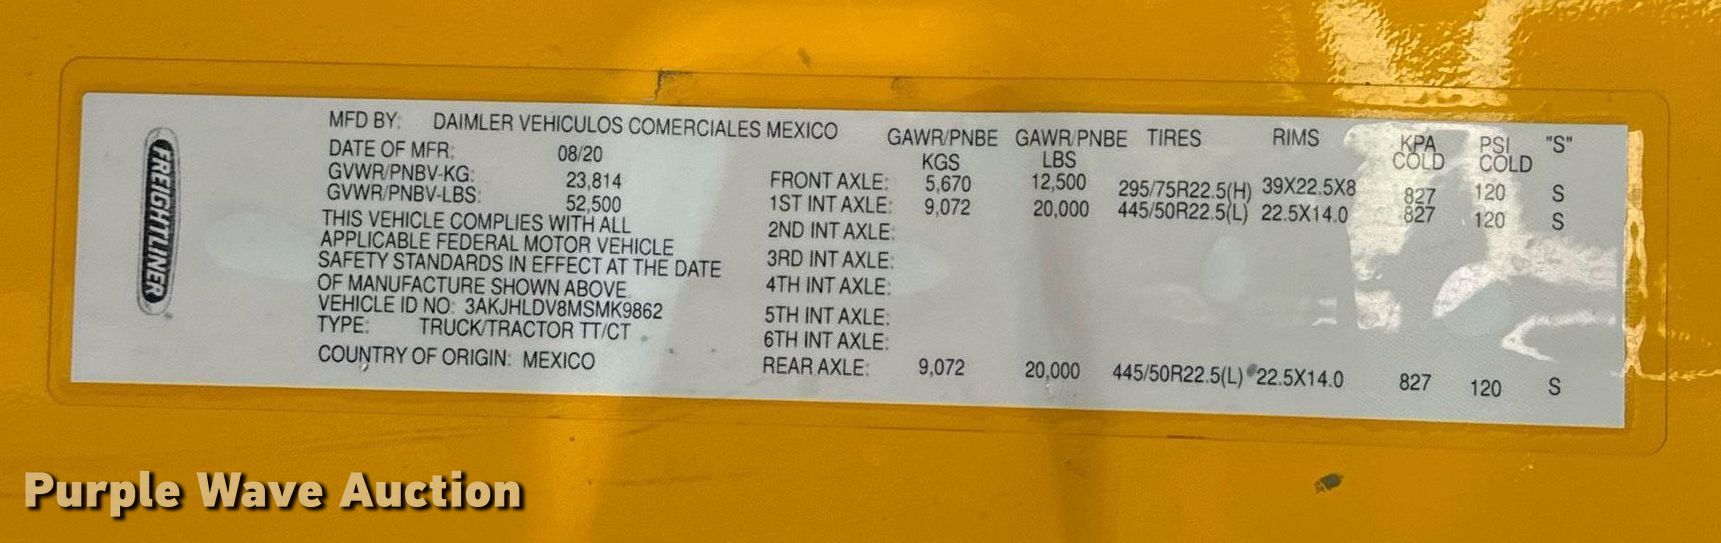 FREIGHTLINER
MFD BY: DAIMLER VEHICULOS COMERCIALES MEXICO
DATE OF MFR: 08/20
GVWR/PNBV-KG: 23,814
GVWR/PNBV-LBS: 52,500
THIS VEHICLE COMPLIES WITH ALL
APPLICABLE FEDERAL MOTOR VEHICLE
SAFETY STANDARDS IN EFFECT AT THE DATE
OF MANUFACTURE SHOWN ABOVE
VEHICLE ID NO: 3AKJHLDV8MSMK9862
TYPE: TRUCK/TRACTOR TT/CT
COUNTRY OF ORIGIN: MEXICO
GAWR/PNBE GAWR/PNBE TIRES RIMS KPA PSI "S"
KGS LBS COLD COLD
FRONT AXLE: 5,670 12,500 295/75R22.5(H) 39X22.5X8 827 120 S
1ST INT AXLE: 9,072 20,000 445/50R22.5(L) 22.5X14.0 827 120 S
2ND INT AXLE:
3RD INT AXLE:
4TH INT AXLE:
5TH INT AXLE:
6TH INT AXLE:
REAR AXLE: 9,072 20,000 445/50R22.5(L) 22.5X14.0 827 120 S
Purple Wave Auction